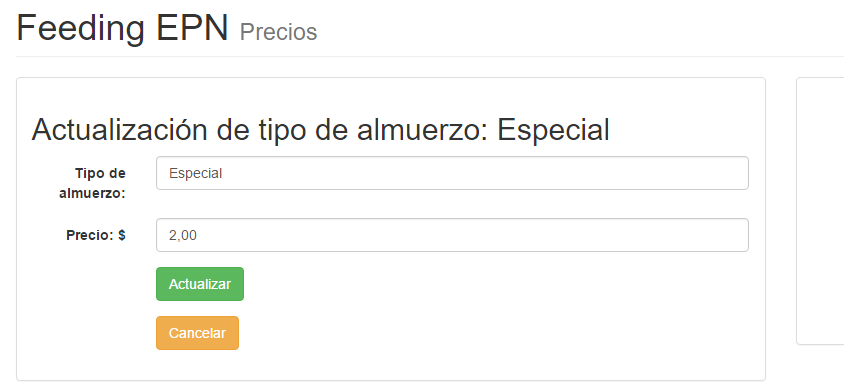 Feeding EPN Precios
Actualización de tipo de almuerzo: Especial
Tipo de
almuerzo:
Especial
Precio: $
2,00
Actualizar
Cancelar